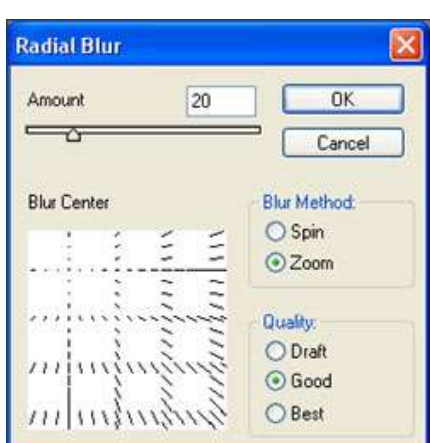 Radial Blur
Amount 20 OK
Cancel
Blur Center
Blur Method:
Spin
Zoom
Quality:
Draft
Good
Best